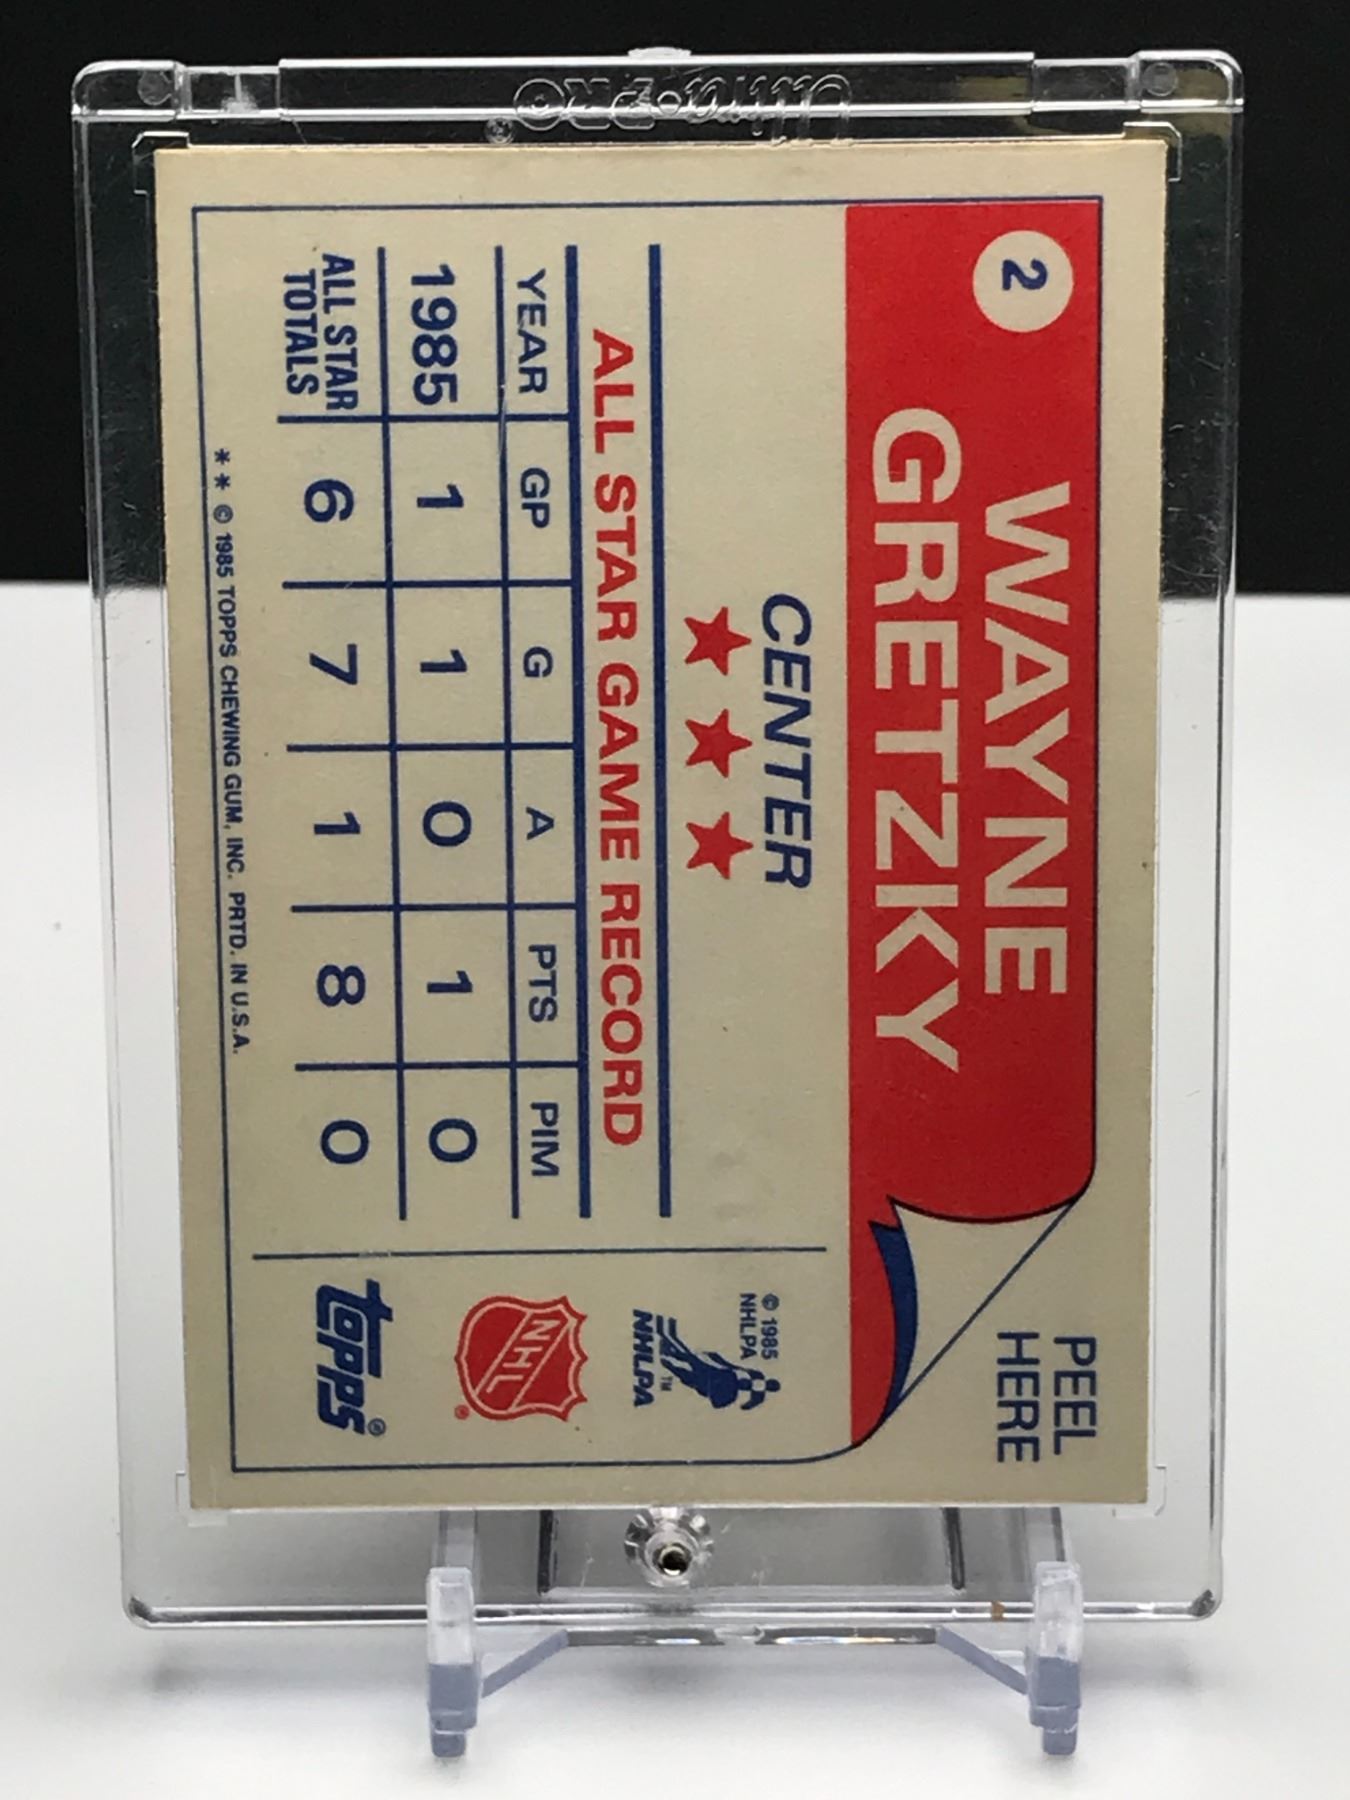 Ultra·PRO
2
WAYNE
GRETZKY
PEEL
HERE
CENTER
ALL STAR GAME RECORD
YEAR GP G A PTS PIM
1985 1 1 0 1 0
ALL STAR
TOTALS 6 7 1 8 0
** © 1985 TOPPS CHEWING GUM, INC. PRTD. IN U.S.A.
© 1985
NHLPA
NHLPA™
NHL®
topps®